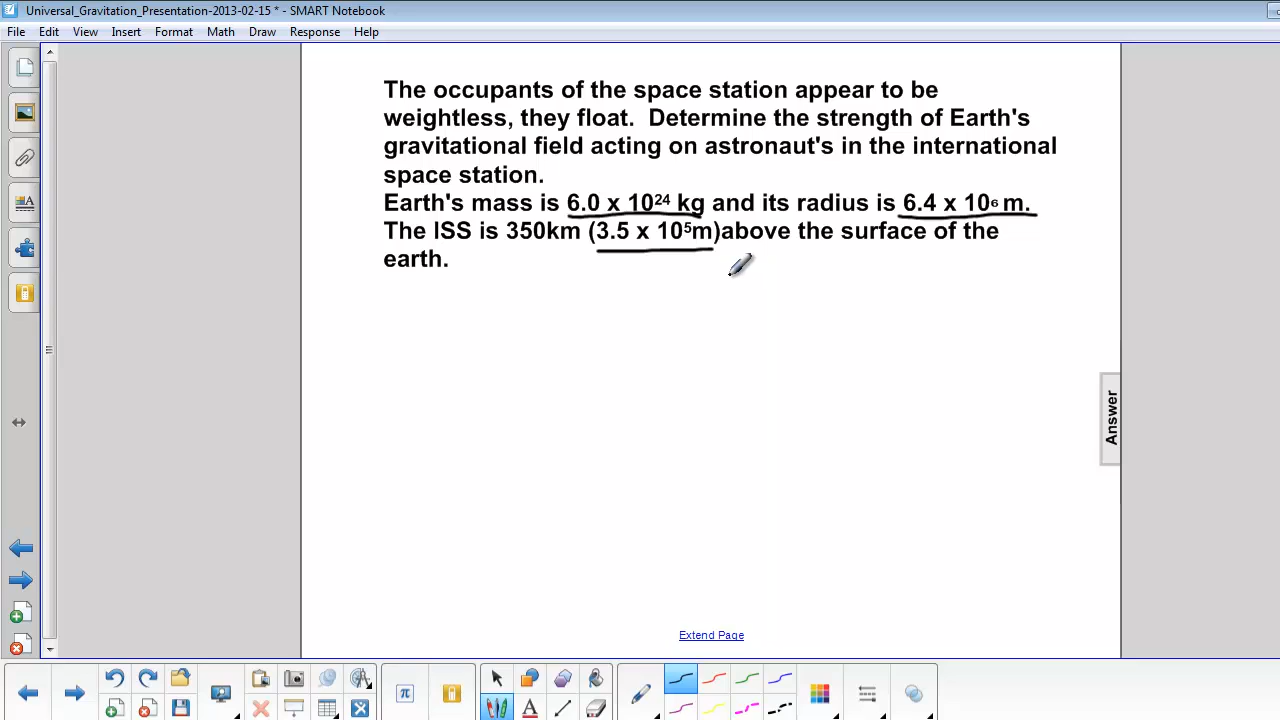 Universal_Gravitation_Presentation-2013-02-15 * - SMART Notebook
File Edit View Insert Format Math Draw Response Help
The occupants of the space station appear to be
weightless, they float. Determine the strength of Earth's
gravitational field acting on astronaut's in the international
space station.
Earth's mass is 6.0 x 10²⁴ kg and its radius is 6.4 x 10⁶ m.
The ISS is 350km (3.5 x 10⁵m)above the surface of the
earth.
Answer
Extend Page